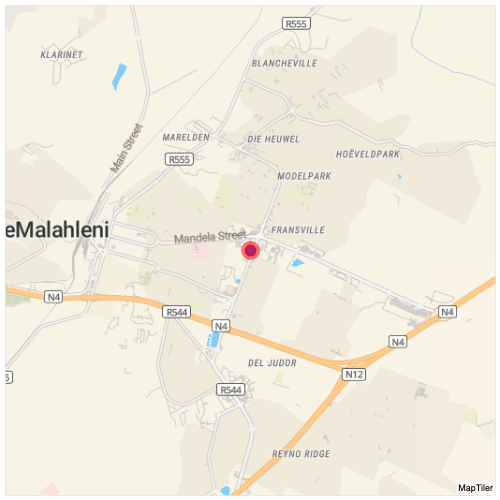 R555
KLARINET
BLANCHEVILLE
Main Street
MARELDEN
DIE HEUWEL
HOËVELDPARK
R555
MODELPARK
eMalahleni
Mandela Street
FRANSVILLE
N4
R544
N4
N4
N4
DEL JUDOR
N12
R544
REYNO RIDGE
MapTiler